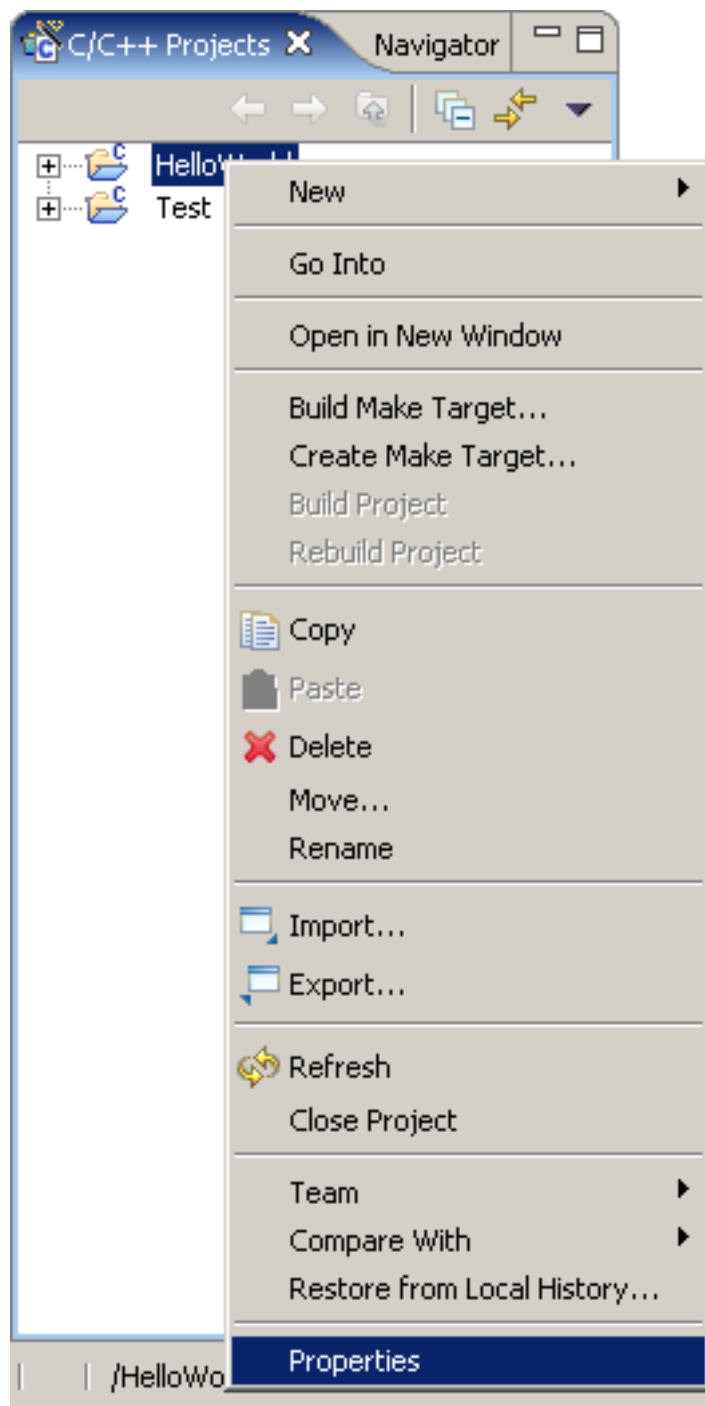 C/C++ Projects
Navigator
HelloWorld
Test
New
Go Into
Open in New Window
Build Make Target...
Create Make Target...
Build Project
Rebuild Project
Copy
Paste
Delete
Move...
Rename
Import...
Export...
Refresh
Close Project
Team
Compare With
Restore from Local History...
Properties
/HelloWo